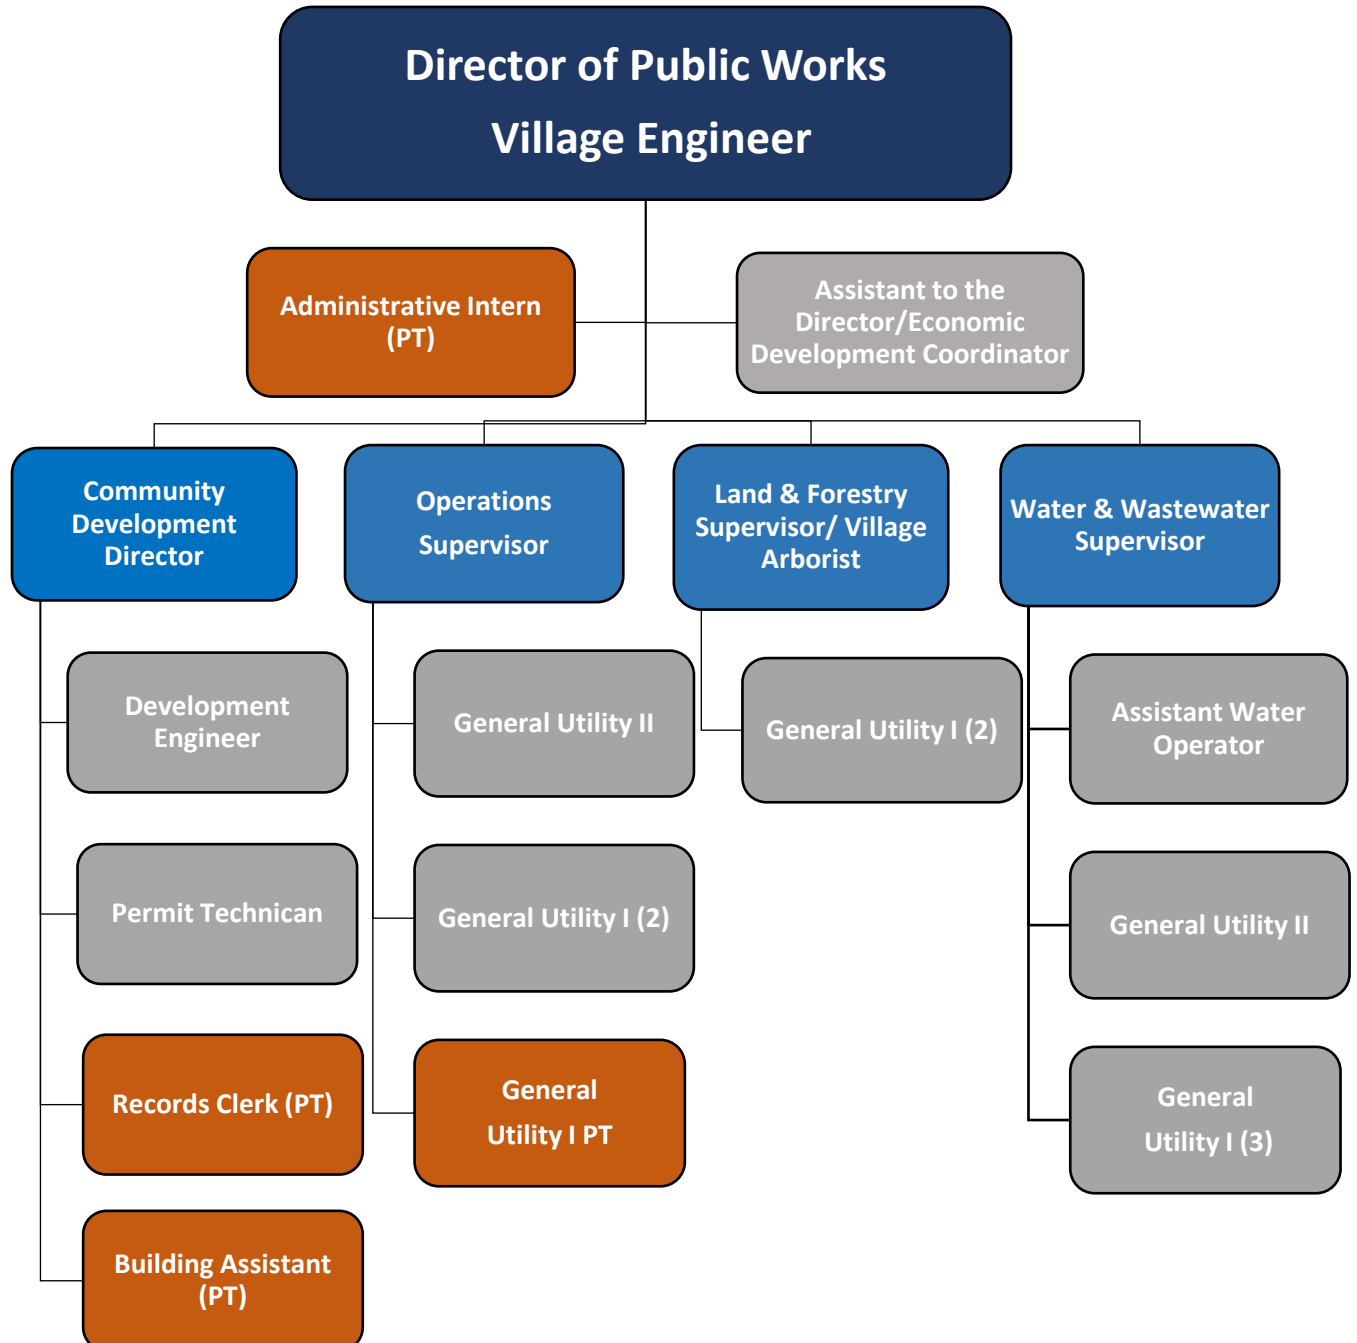 Director of Public Works
Village Engineer
Administrative Intern
(PT)
Assistant to the
Director/Economic
Development Coordinator
Community
Development
Director
Operations
Supervisor
Land & Forestry
Supervisor/ Village
Arborist
Water & Wastewater
Supervisor
Development
Engineer
General Utility II
General Utility I (2)
Assistant Water
Operator
Permit Technican
General Utility I (2)
General Utility II
Records Clerk (PT)
General
Utility I PT
General
Utility I (3)
Building Assistant
(PT)